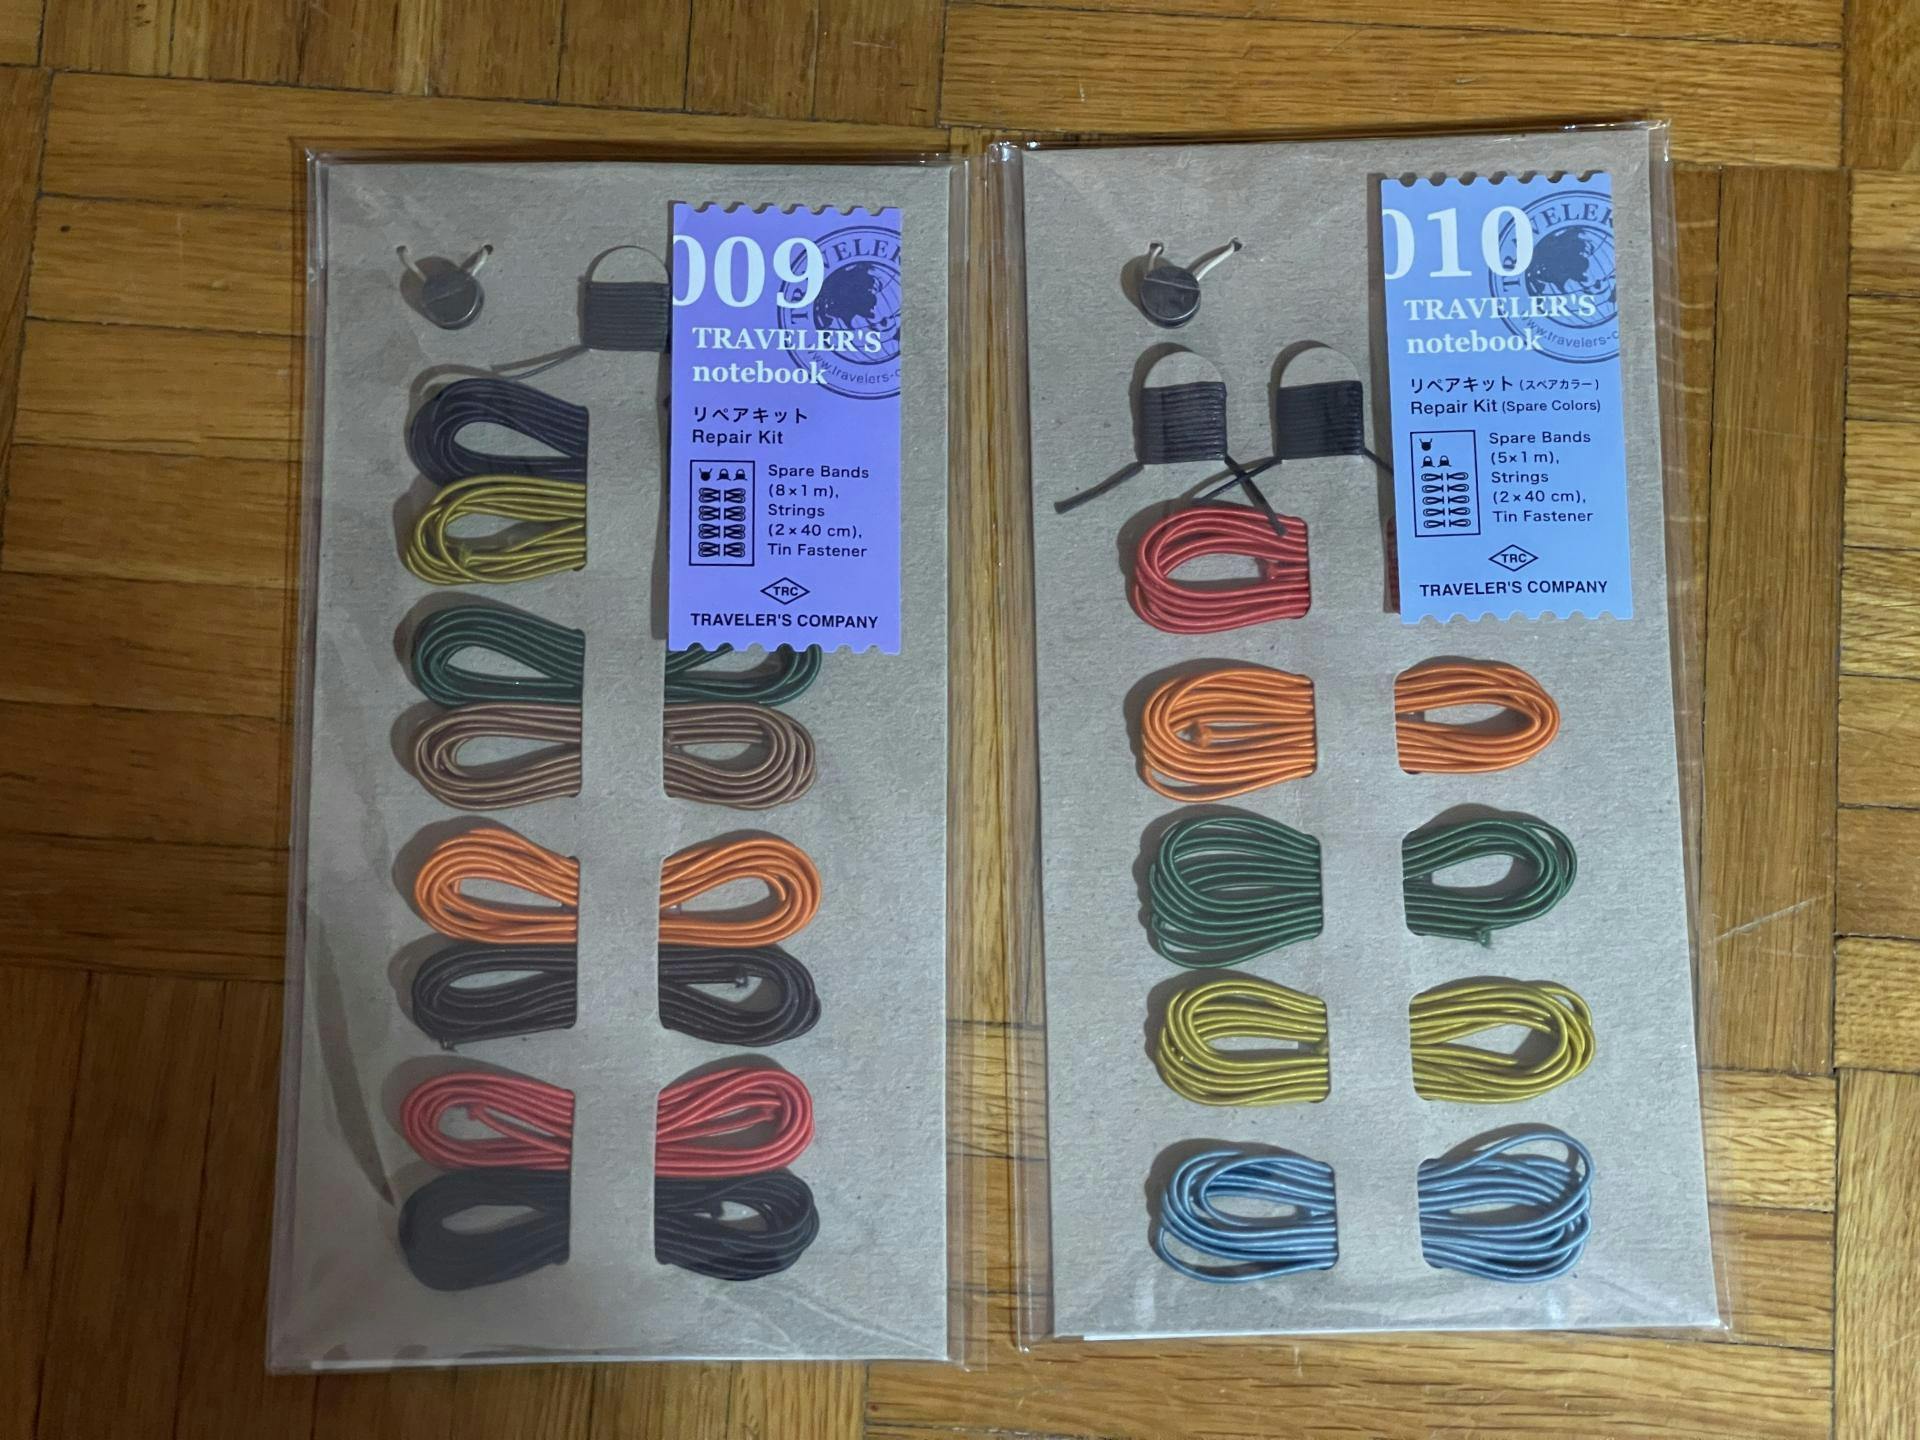 009
TRAVELER'S
notebook
リペアキット
Repair Kit
Spare Bands
(8×1 m),
Strings
(2×40 cm),
Tin Fastener
TRC
TRAVELER'S COMPANY
010
TRAVELER'S
notebook
リペアキット (スペアカラー)
Repair Kit (Spare Colors)
Spare Bands
(5×1 m),
Strings
(2×40 cm),
Tin Fastener
TRC
TRAVELER'S COMPANY